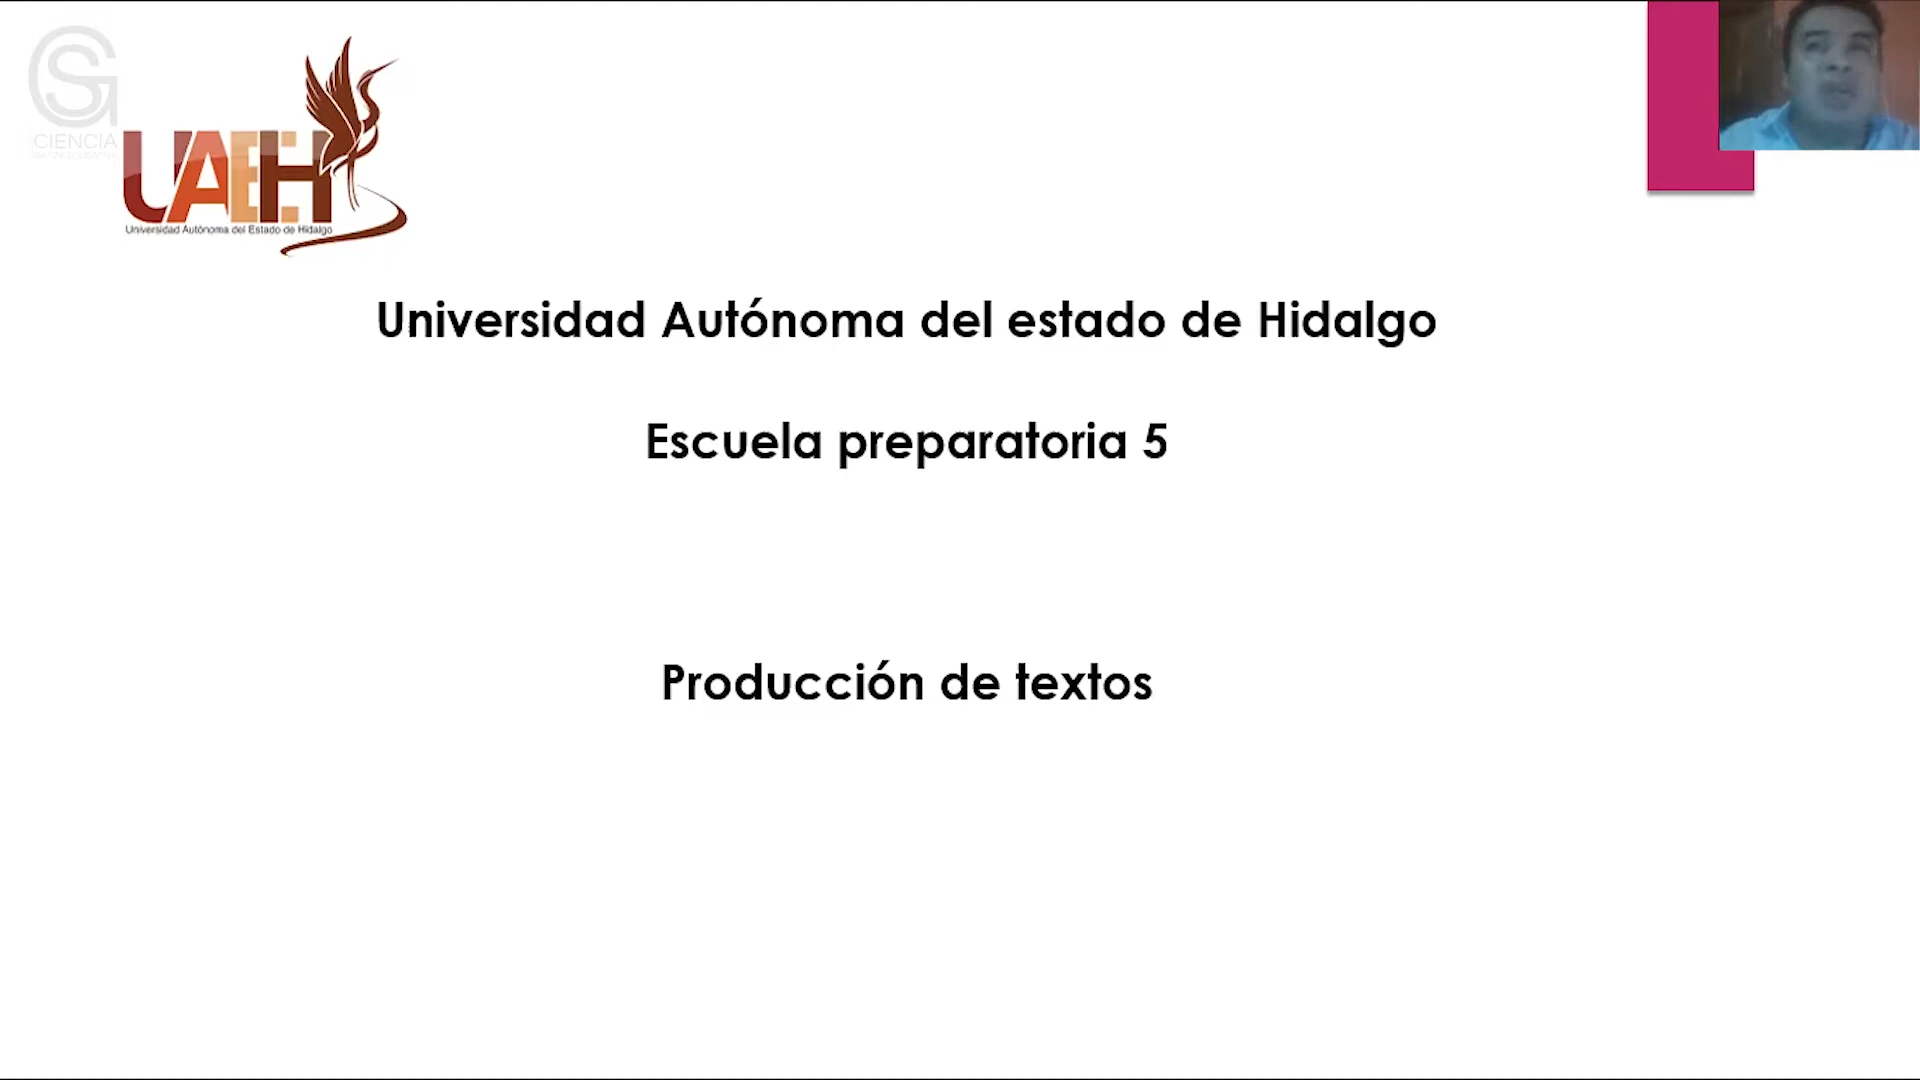 CIENCIA
UAEH
Universidad Autónoma del Estado de Hidalgo
Universidad Autónoma del estado de Hidalgo
Escuela preparatoria 5
Producción de textos